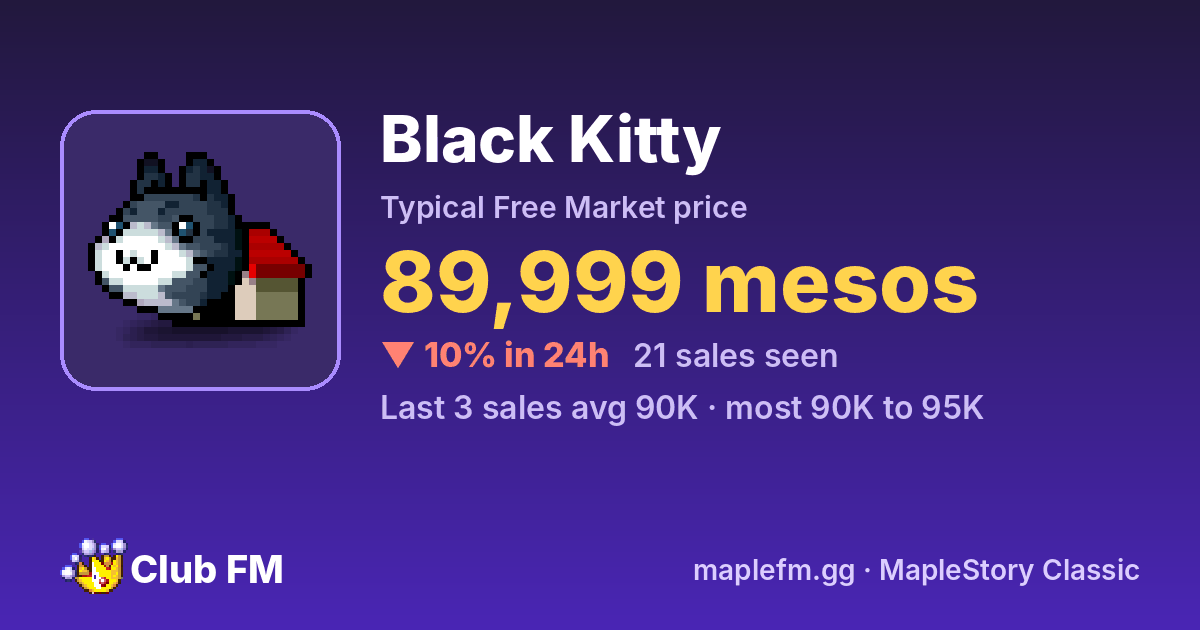 Black Kitty
Typical Free Market price
89,999 mesos
▼ 10% in 24h 21 sales seen
Last 3 sales avg 90K · most 90K to 95K
Club FM
maplefm.gg · MapleStory Classic